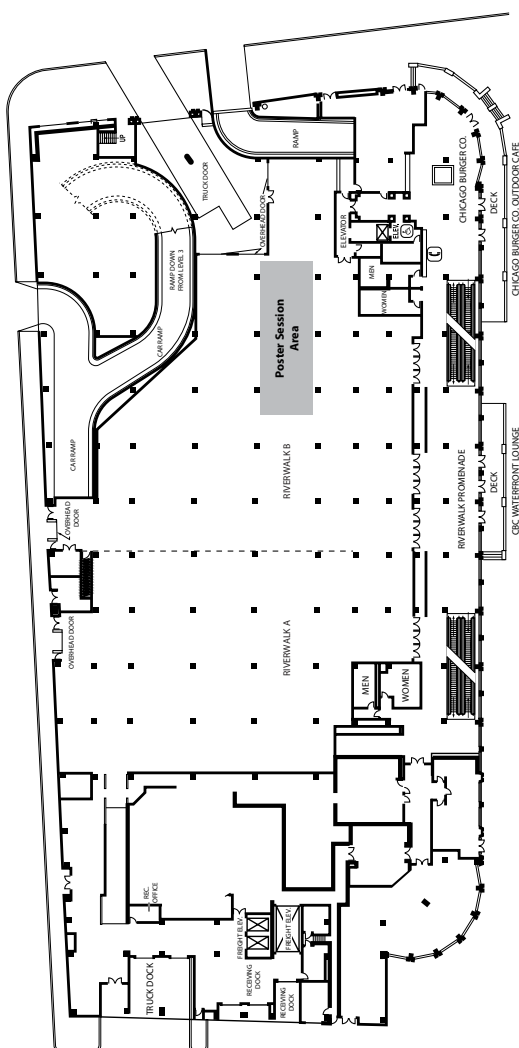 UP
RAMP
TRUCK DOOR
OVERHEAD DOOR
RAMP DOWN
FROM LEVEL 3
CAR RAMP
CAR RAMP
ELEVATOR
ELEV.
MEN
WOMEN
CHICAGO BURGER CO.
DECK
CHICAGO BURGER CO. OUTDOOR CAFE
Poster Session
Area
RIVERWALK B
RIVERWALK PROMENADE
DECK
CBC WATERFRONT LOUNGE
OVERHEAD
DOOR
OVERHEAD DOOR
RIVERWALK A
MEN
WOMEN
REC.
OFFICE
FREIGHT ELEV.
FREIGHT ELEV.
TRUCK DOCK
RECEIVING
DOCK
RECEIVING
DOCK